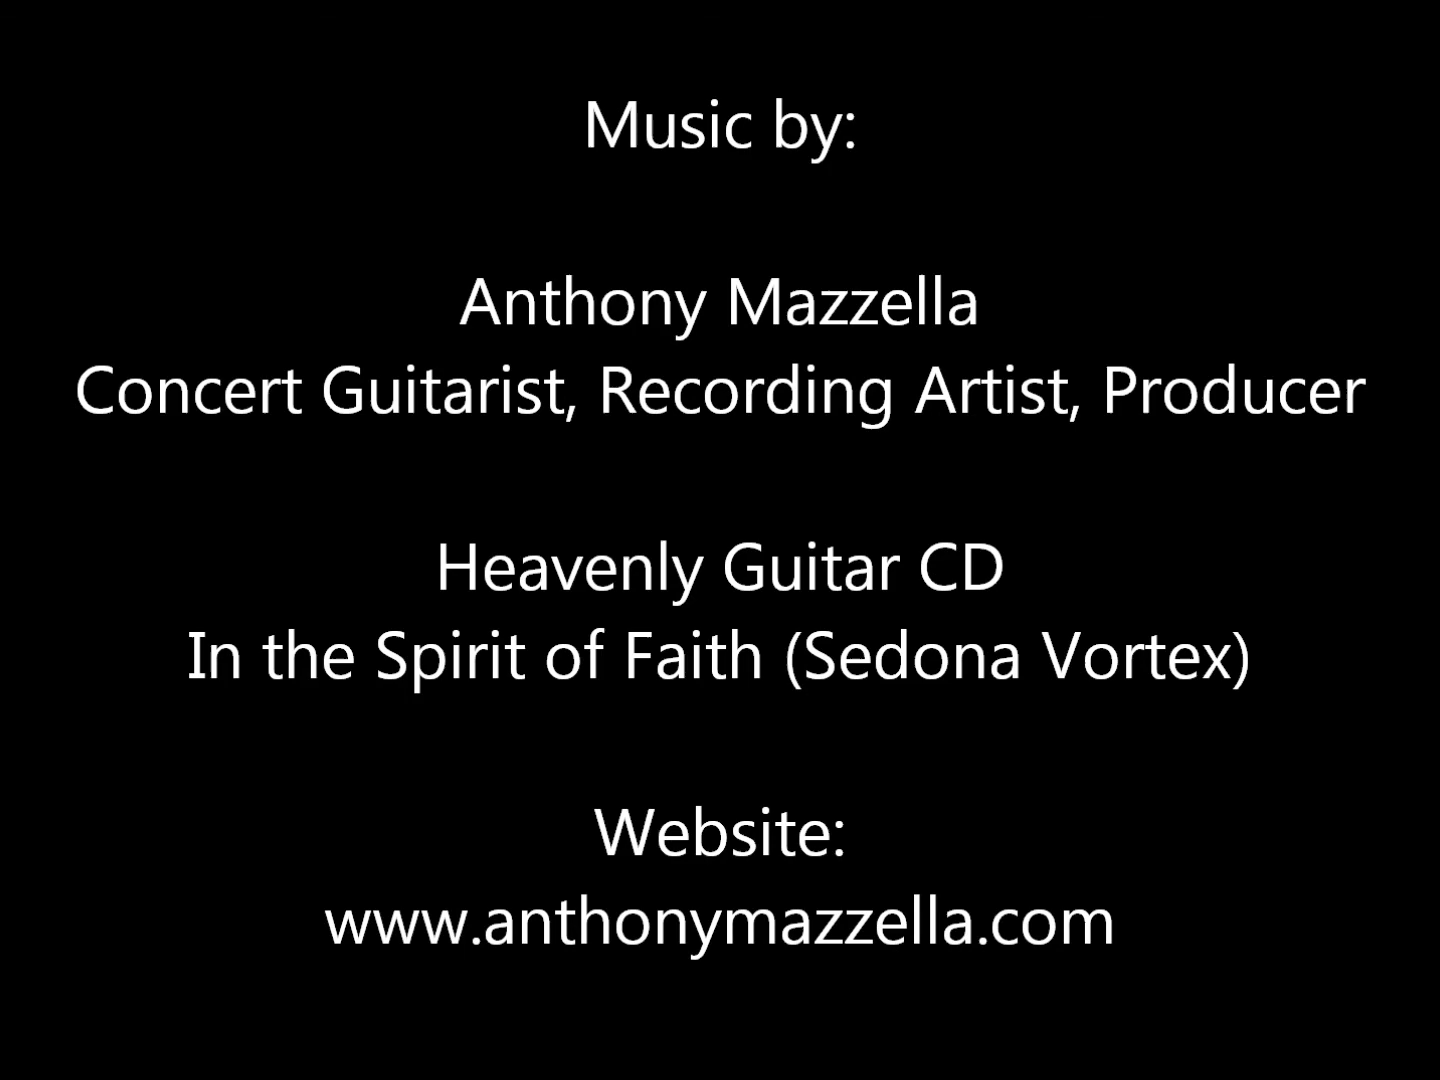 Music by:
Anthony Mazzella
Concert Guitarist, Recording Artist, Producer
Heavenly Guitar CD
In the Spirit of Faith (Sedona Vortex)
Website:
www.anthonymazzella.com